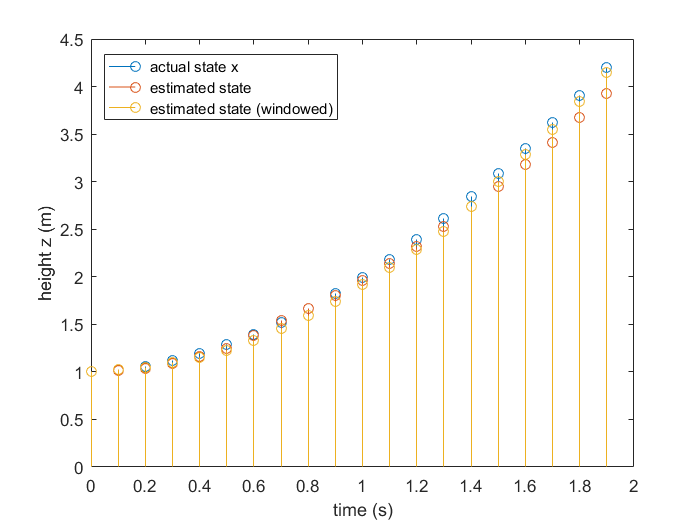 4.5
4
3.5
3
2.5
2
1.5
1
0.5
0
actual state x
estimated state
estimated state (windowed)
height z (m)
0 0.2 0.4 0.6 0.8 1 1.2 1.4 1.6 1.8 2
time (s)